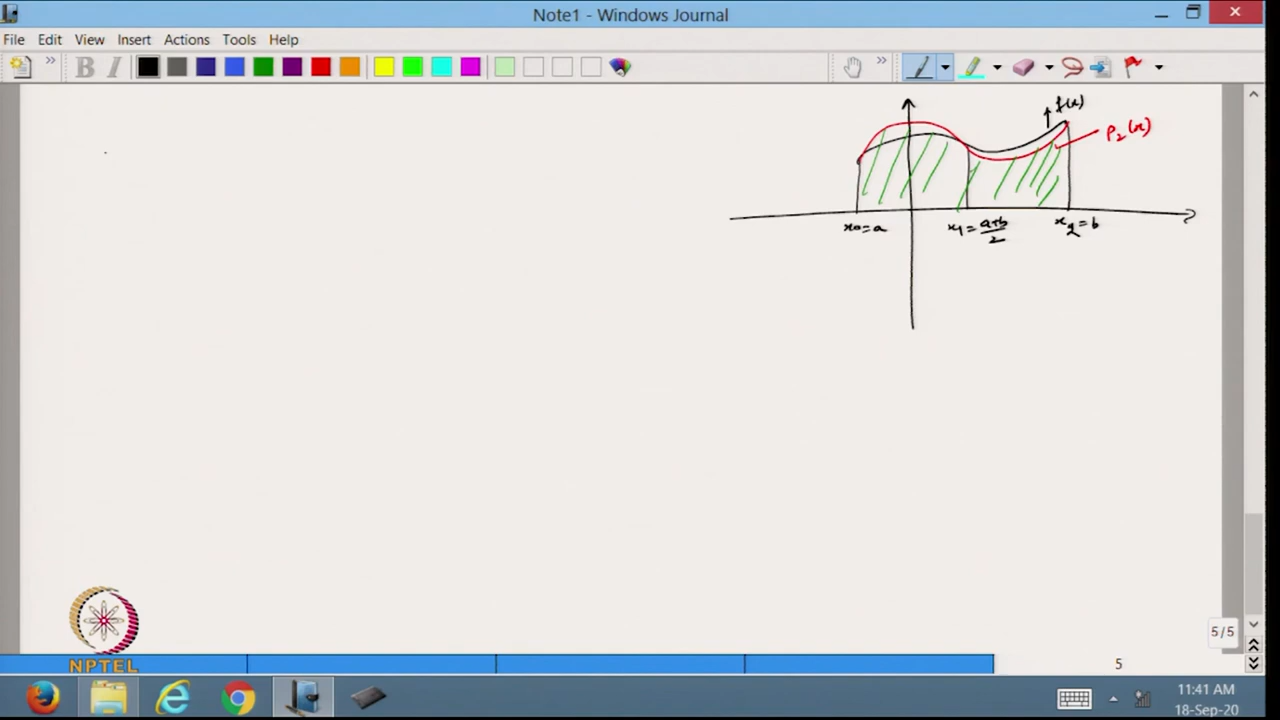 Note1 - Windows Journal
File Edit View Insert Actions Tools Help
B I
f(x)
P₂(x)
x₀=a
x₁=a+b/2
x₂=b
5/5
NPTEL
5
11:41 AM
18-Sep-20